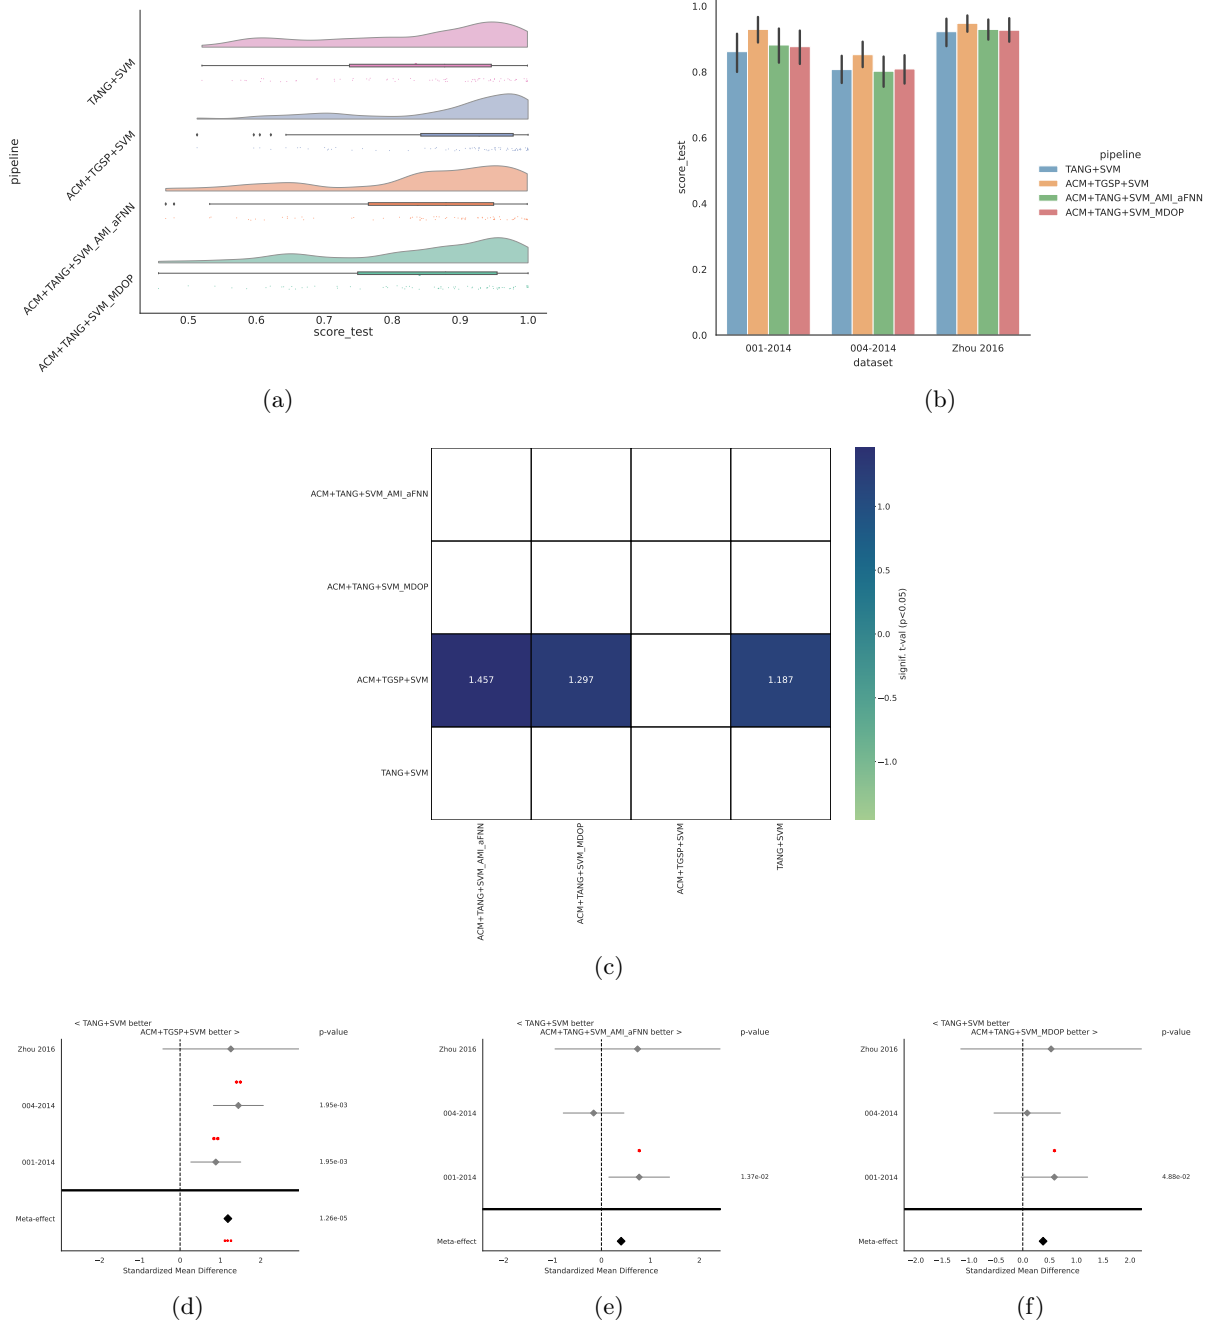 pipeline
TANG+SVM
ACM+TGSP+SVM
ACM+TANG+SVM_AMI_aFNN
ACM+TANG+SVM_MDOP
0.5 0.6 0.7 0.8 0.9 1.0
score_test
(a)
score_test
1.0
0.8
0.6
0.4
0.2
0.0
001-2014 004-2014 Zhou 2016
dataset
pipeline
TANG+SVM
ACM+TGSP+SVM
ACM+TANG+SVM_AMI_aFNN
ACM+TANG+SVM_MDOP
(b)
ACM+TANG+SVM_AMI_aFNN
ACM+TANG+SVM_MDOP
ACM+TGSP+SVM
TANG+SVM
1.457 1.297 1.187
ACM+TANG+SVM_AMI_aFNN
ACM+TANG+SVM_MDOP
ACM+TGSP+SVM
TANG+SVM
1.0
0.5
0.0
−0.5
−1.0
signif. t-val (p<0.05)
(c)
< TANG+SVM better
ACM+TGSP+SVM better > p-value
Zhou 2016
004-2014 1.95e-03
001-2014 1.95e-03
Meta-effect 1.26e-05
−2 −1 0 1 2
Standardized Mean Difference
(d)
< TANG+SVM better
ACM+TANG+SVM_AMI_aFNN better > p-value
Zhou 2016
004-2014
001-2014 1.37e-02
Meta-effect
−2 −1 0 1 2
Standardized Mean Difference
(e)
< TANG+SVM better
ACM+TANG+SVM_MDOP better > p-value
Zhou 2016
004-2014
001-2014 4.88e-02
Meta-effect
−2.0 −1.5 −1.0 −0.5 0.0 0.5 1.0 1.5 2.0
Standardized Mean Difference
(f)